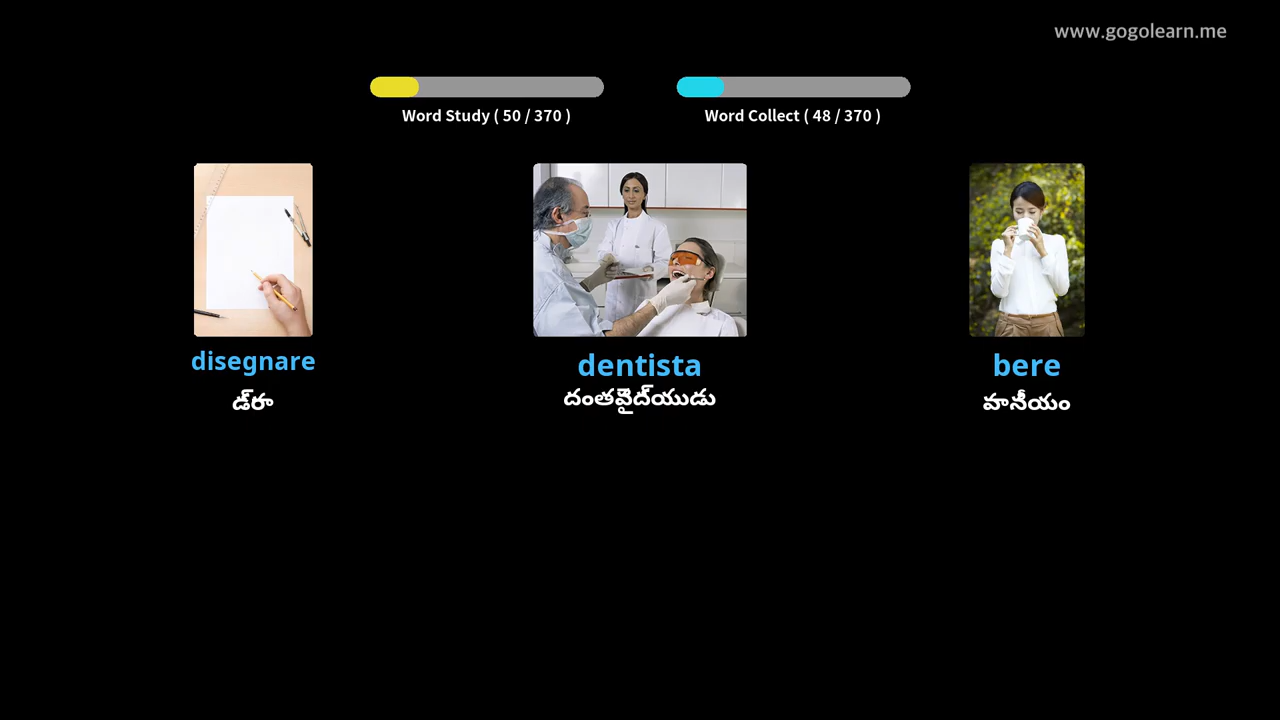 www.gogolearn.me
Word Study ( 50 / 370 )
Word Collect ( 48 / 370 )
disegnare
dentista
bere
డ్రా
దంతవైద్యుడు
పానీయం